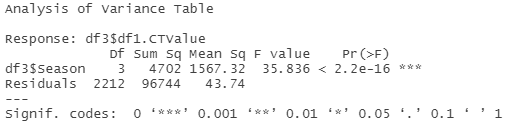 Analysis of Variance Table

Response: df3$df1.CTValue
             Df Sum Sq Mean Sq F value    Pr(>F)
df3$Season    3   4702 1567.32  35.836 < 2.2e-16 ***
Residuals  2212  96744   43.74
---
Signif. codes:  0 ‘***’ 0.001 ‘**’ 0.01 ‘*’ 0.05 ‘.’ 0.1 ‘ ’ 1